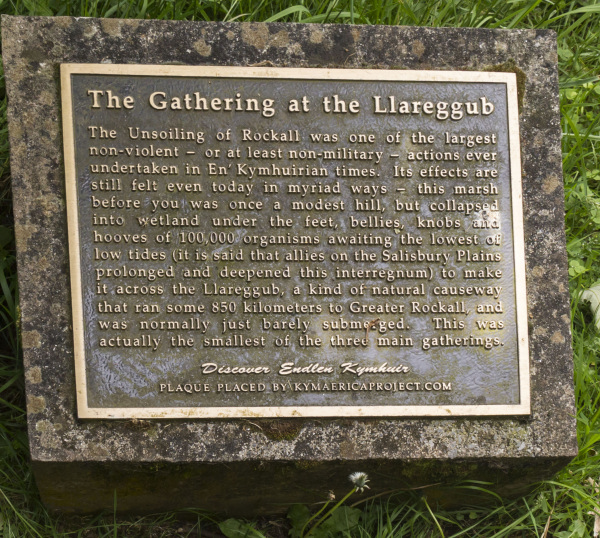 The Gathering at the Llareggub
The Unsoiling of Rockall was one of the largest
non-violent – or at least non-military – actions ever
undertaken in En' Kymhuirian times. Its effects are
still felt even today in myriad ways – this marsh
before you was once a modest hill, but collapsed
into wetland under the feet, bellies, knobs and
hooves of 100,000 organisms awaiting the lowest of
low tides (it is said that allies on the Salisbury Plains
prolonged and deepened this interregnum) to make
it across the Llareggub, a kind of natural causeway
that ran some 850 kilometers to Greater Rockall, and
was normally just barely submerged. This was
actually the smallest of the three main gatherings.
Discover Endlen Kymhuir
PLAQUE PLACED BY KYMAERICAPROJECT.COM